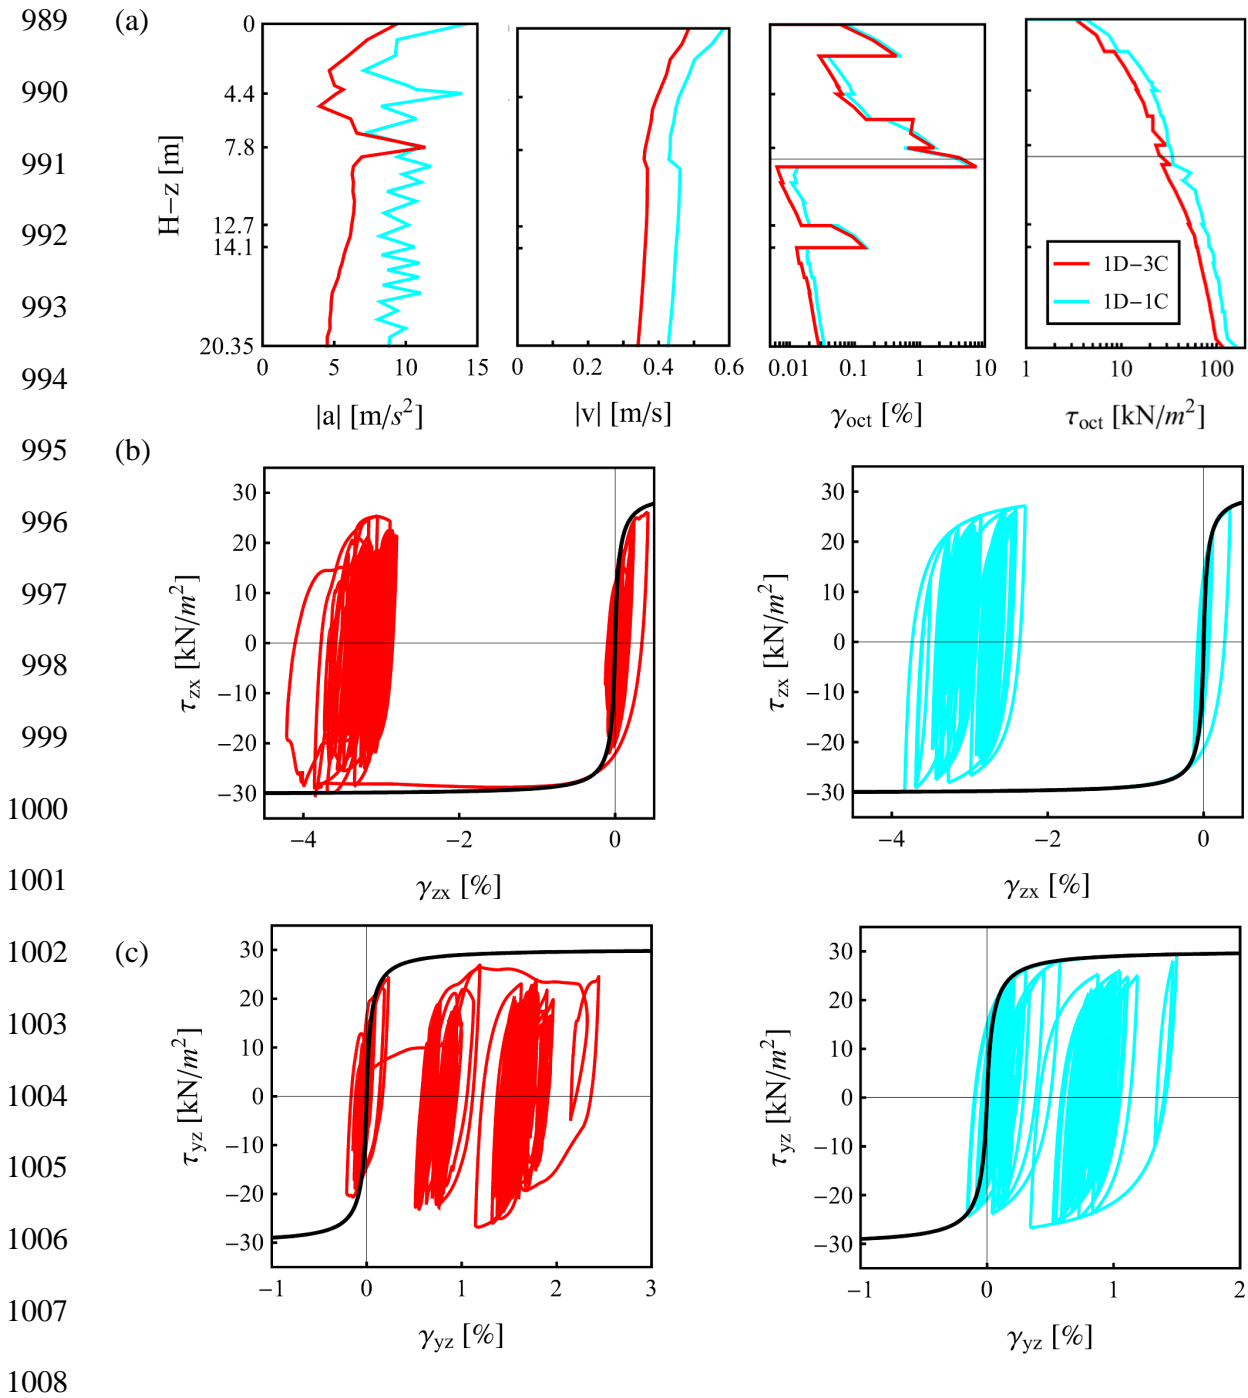 989
(a)
0
4.4
7.8
12.7
14.1
20.35
H−z [m]
0 5 10 15
|a| [m/s²]
0 0.2 0.4 0.6
|v| [m/s]
0.01 0.1 1 10
γoct [%]
1 10 100
τoct [kN/m²]
1D−3C
1D−1C
990
991
992
993
994
995
(b)
30
20
10
0
−10
−20
−30
τzx [kN/m²]
−4 −2 0
γzx [%]
30
20
10
0
−10
−20
−30
τzx [kN/m²]
−4 −2 0
γzx [%]
996
997
998
999
1000
1001
1002
(c)
30
20
10
0
−10
−20
−30
τyz [kN/m²]
−1 0 1 2 3
γyz [%]
30
20
10
0
−10
−20
−30
τyz [kN/m²]
−1 0 1 2
γyz [%]
1003
1004
1005
1006
1007
1008